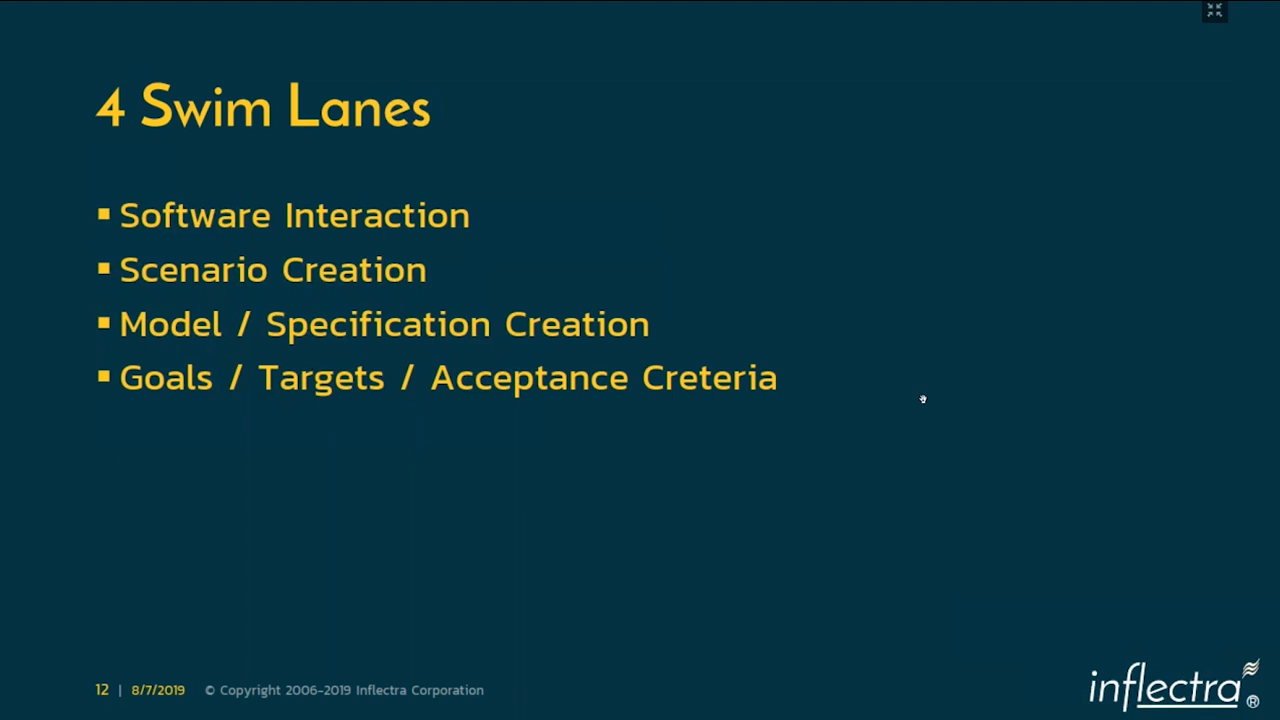 4 Swim Lanes
▪ Software Interaction
▪ Scenario Creation
▪ Model / Specification Creation
▪ Goals / Targets / Acceptance Creteria
12 | 8/7/2019 © Copyright 2006-2019 Inflectra Corporation
inflectra®